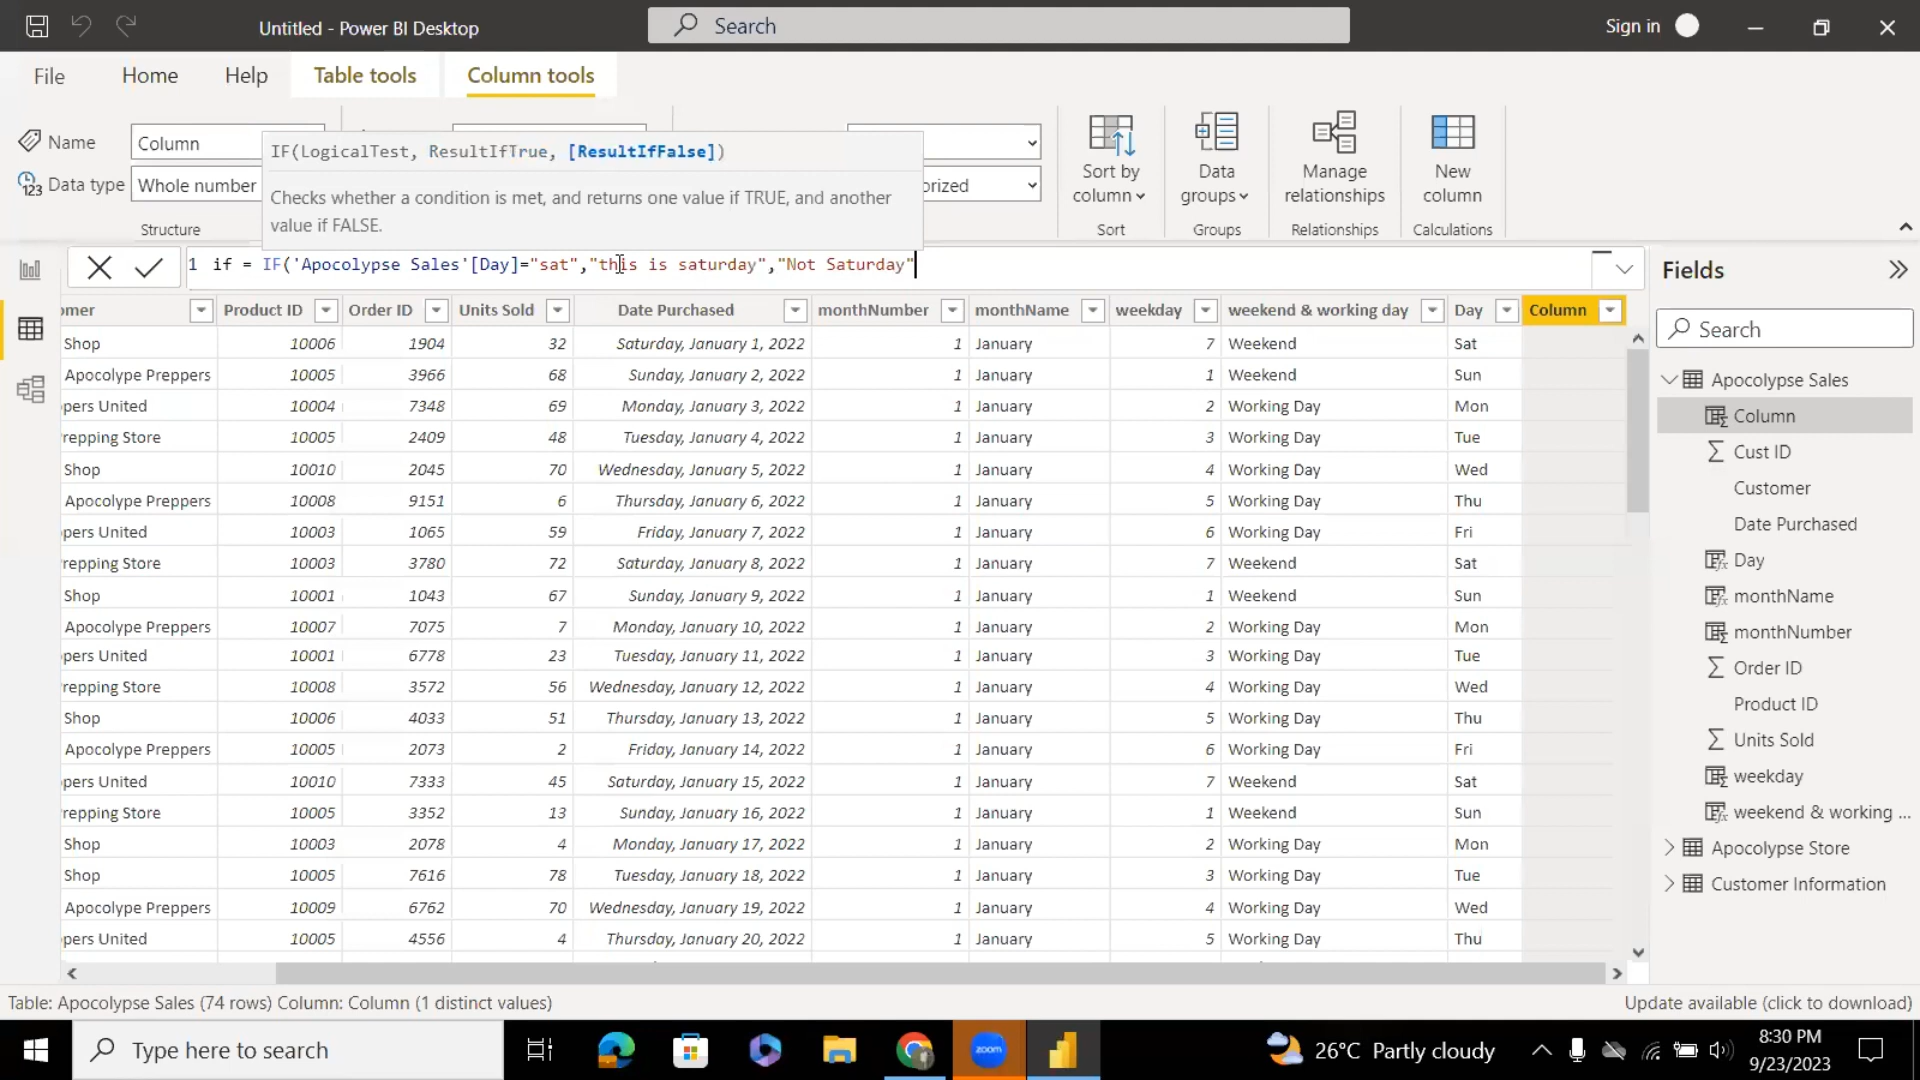 Untitled - Power BI Desktop
Search
Sign in
File Home Help Table tools Column tools
Name Column
Data type Whole number
Structure
IF(LogicalTest, ResultIfTrue, [ResultIfFalse])
Checks whether a condition is met, and returns one value if TRUE, and another
value if FALSE.
orized
Sort by
column
Sort
Data
groups
Groups
Manage
relationships
Relationships
New
column
Calculations
1 if = IF('Apocolypse Sales'[Day]="sat","this is saturday","Not Saturday"
omer Product ID Order ID Units Sold Date Purchased monthNumber monthName weekday weekend & working day Day Column
Shop 10006 1904 32 Saturday, January 1, 2022 1 January 7 Weekend Sat
Apocolype Preppers 10005 3966 68 Sunday, January 2, 2022 1 January 1 Weekend Sun
pers United 10004 7348 69 Monday, January 3, 2022 1 January 2 Working Day Mon
repping Store 10005 2409 48 Tuesday, January 4, 2022 1 January 3 Working Day Tue
Shop 10010 2045 70 Wednesday, January 5, 2022 1 January 4 Working Day Wed
Apocolype Preppers 10008 9151 6 Thursday, January 6, 2022 1 January 5 Working Day Thu
pers United 10003 1065 59 Friday, January 7, 2022 1 January 6 Working Day Fri
repping Store 10003 3780 72 Saturday, January 8, 2022 1 January 7 Weekend Sat
Shop 10001 1043 67 Sunday, January 9, 2022 1 January 1 Weekend Sun
Apocolype Preppers 10007 7075 7 Monday, January 10, 2022 1 January 2 Working Day Mon
pers United 10001 6778 23 Tuesday, January 11, 2022 1 January 3 Working Day Tue
repping Store 10008 3572 56 Wednesday, January 12, 2022 1 January 4 Working Day Wed
Shop 10006 4033 51 Thursday, January 13, 2022 1 January 5 Working Day Thu
Apocolype Preppers 10005 2073 2 Friday, January 14, 2022 1 January 6 Working Day Fri
pers United 10010 7333 45 Saturday, January 15, 2022 1 January 7 Weekend Sat
repping Store 10005 3352 13 Sunday, January 16, 2022 1 January 1 Weekend Sun
Shop 10003 2078 4 Monday, January 17, 2022 1 January 2 Working Day Mon
Shop 10005 7616 78 Tuesday, January 18, 2022 1 January 3 Working Day Tue
Apocolype Preppers 10009 6762 70 Wednesday, January 19, 2022 1 January 4 Working Day Wed
pers United 10005 4556 4 Thursday, January 20, 2022 1 January 5 Working Day Thu
Fields
Search
Apocolypse Sales
Column
Cust ID
Customer
Date Purchased
Day
monthName
monthNumber
Order ID
Product ID
Units Sold
weekday
weekend & working ...
Apocolypse Store
Customer Information
Table: Apocolypse Sales (74 rows) Column: Column (1 distinct values)
Update available (click to download)
Type here to search
zoom
26°C Partly cloudy
8:30 PM
9/23/2023